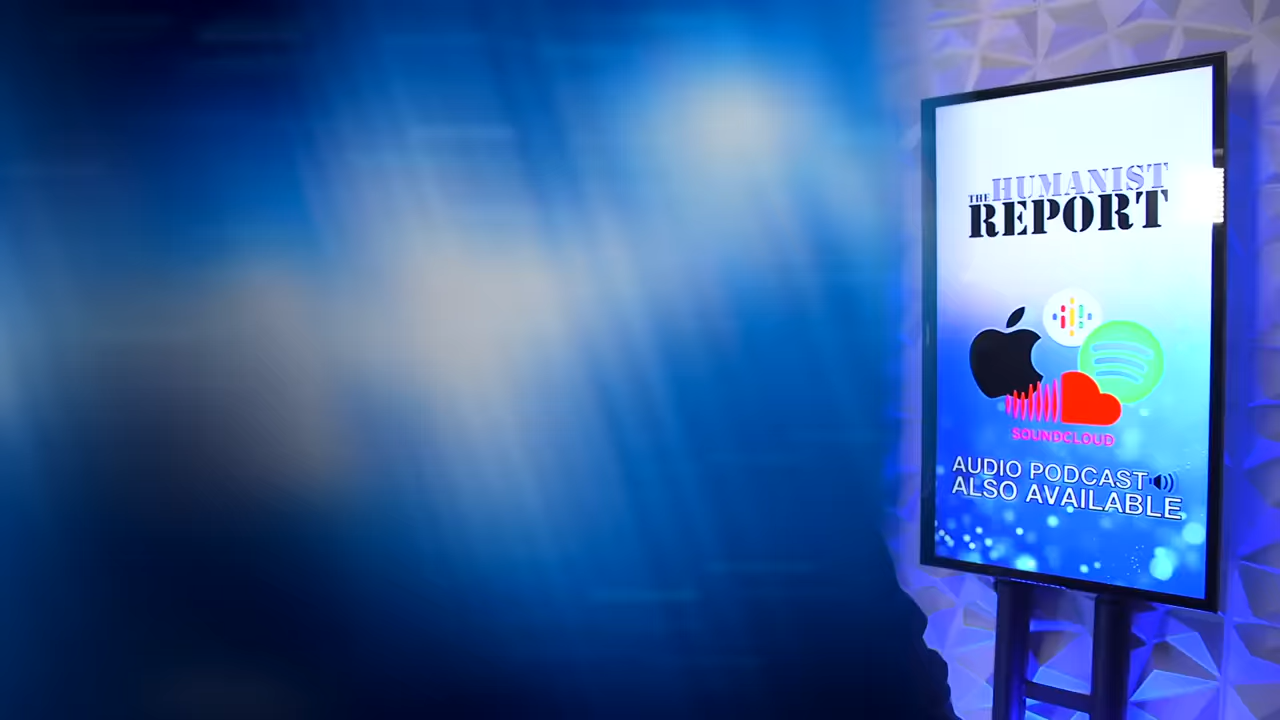 THE HUMANIST
REPORT
SOUNDCLOUD
AUDIO PODCAST
ALSO AVAILABLE